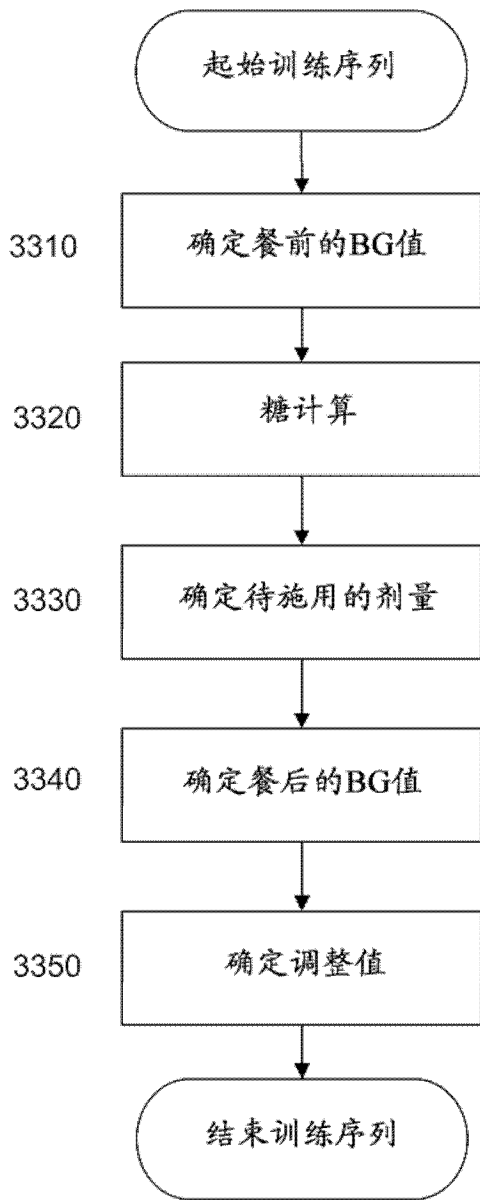 起始训练序列
3310
确定餐前的BG值
3320
糖计算
3330
确定待施用的剂量
3340
确定餐后的BG值
3350
确定调整值
结束训练序列